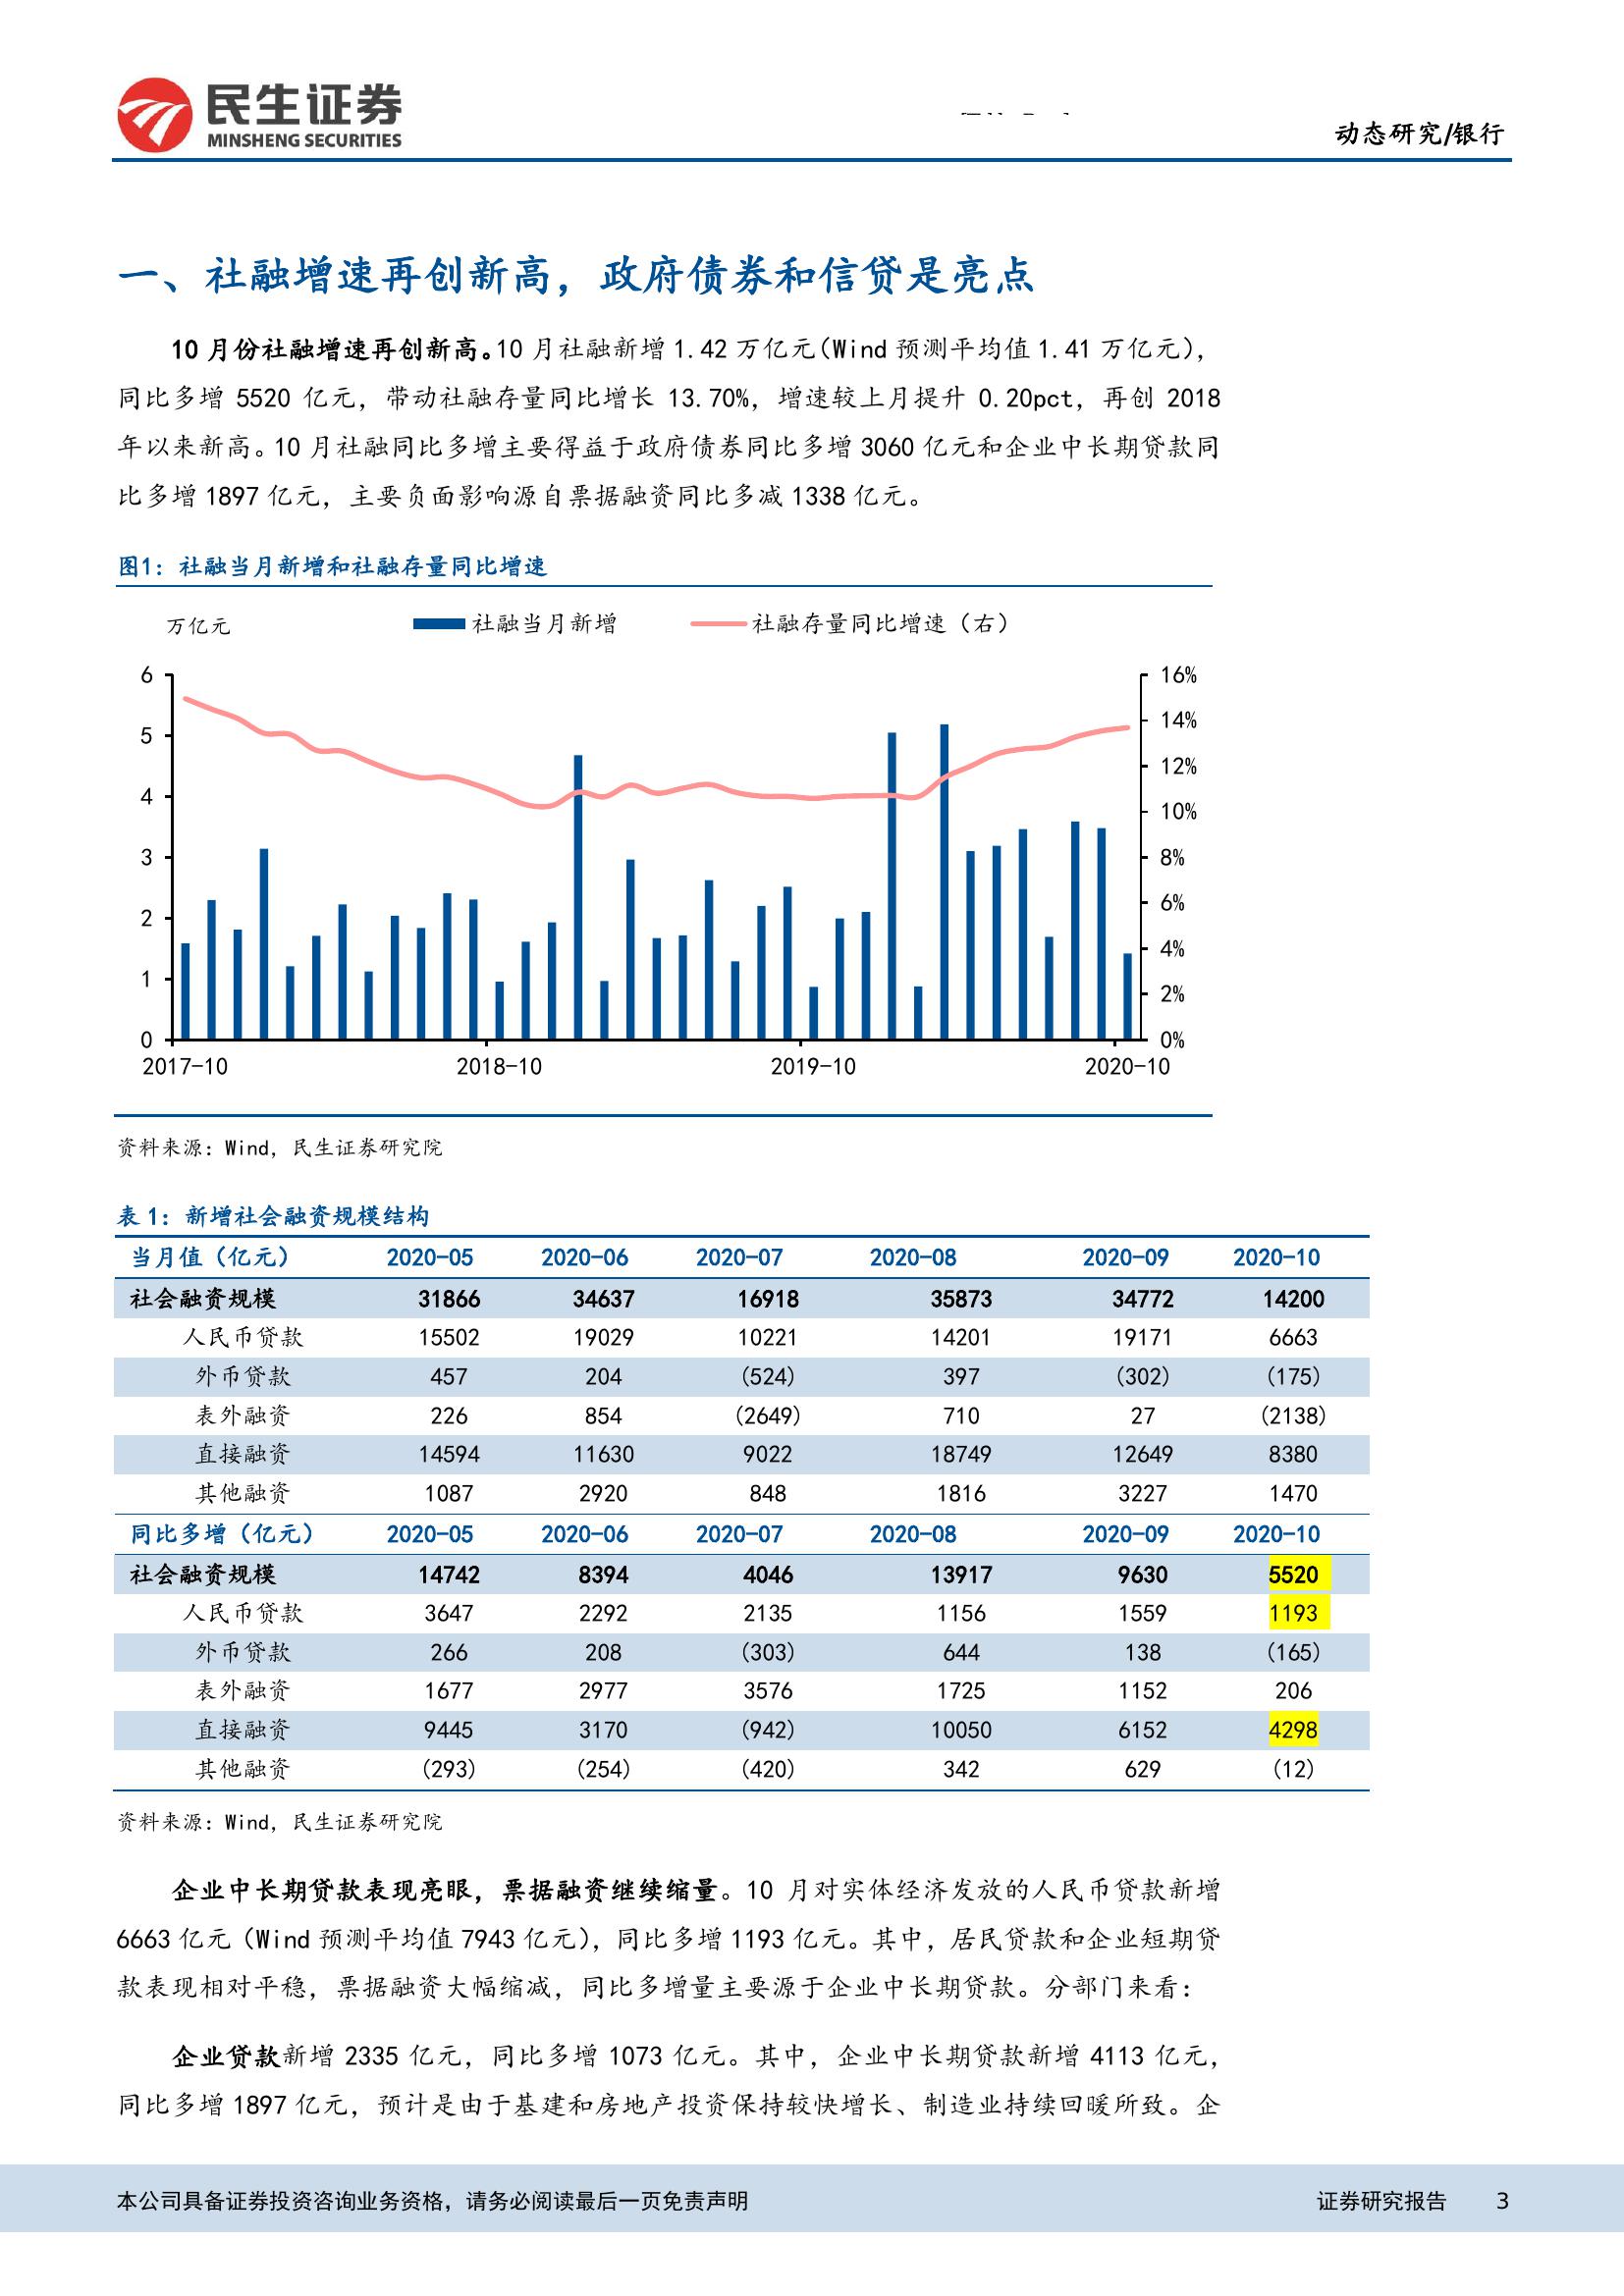 民生证券
MINSHENG SECURITIES
动态研究/银行
一、社融增速再创新高，政府债券和信贷是亮点
10 月份社融增速再创新高。10 月社融新增 1.42 万亿元（Wind 预测平均值 1.41 万亿元），
同比多增 5520 亿元，带动社融存量同比增长 13.70%，增速较上月提升 0.20pct，再创 2018
年以来新高。10 月社融同比多增主要得益于政府债券同比多增 3060 亿元和企业中长期贷款同
比多增 1897 亿元，主要负面影响源自票据融资同比多减 1338 亿元。
图1：社融当月新增和社融存量同比增速
万亿元 社融当月新增 社融存量同比增速（右）
6 16%
5 14%
4 12%
3 10%
2 8%
1 6%
0 4%
2%
0%
2017-10 2018-10 2019-10 2020-10
资料来源：Wind，民生证券研究院
表 1：新增社会融资规模结构
当月值（亿元） 2020-05 2020-06 2020-07 2020-08 2020-09 2020-10
社会融资规模 31866 34637 16918 35873 34772 14200
人民币贷款 15502 19029 10221 14201 19171 6663
外币贷款 457 204 (524) 397 (302) (175)
表外融资 226 854 (2649) 710 27 (2138)
直接融资 14594 11630 9022 18749 12649 8380
其他融资 1087 2920 848 1816 3227 1470
同比多增（亿元） 2020-05 2020-06 2020-07 2020-08 2020-09 2020-10
社会融资规模 14742 8394 4046 13917 9630 5520
人民币贷款 3647 2292 2135 1156 1559 1193
外币贷款 266 208 (303) 644 138 (165)
表外融资 1677 2977 3576 1725 1152 206
直接融资 9445 3170 (942) 10050 6152 4298
其他融资 (293) (254) (420) 342 629 (12)
资料来源：Wind，民生证券研究院
企业中长期贷款表现亮眼，票据融资继续缩量。10 月对实体经济发放的人民币贷款新增
6663 亿元（Wind 预测平均值 7943 亿元），同比多增 1193 亿元。其中，居民贷款和企业短期贷
款表现相对平稳，票据融资大幅缩减，同比多增量主要源于企业中长期贷款。分部门来看：
企业贷款新增 2335 亿元，同比多增 1073 亿元。其中，企业中长期贷款新增 4113 亿元，
同比多增 1897 亿元，预计是由于基建和房地产投资保持较快增长、制造业持续回暖所致。企
本公司具备证券投资咨询业务资格，请务必阅读最后一页免责声明 证券研究报告 3